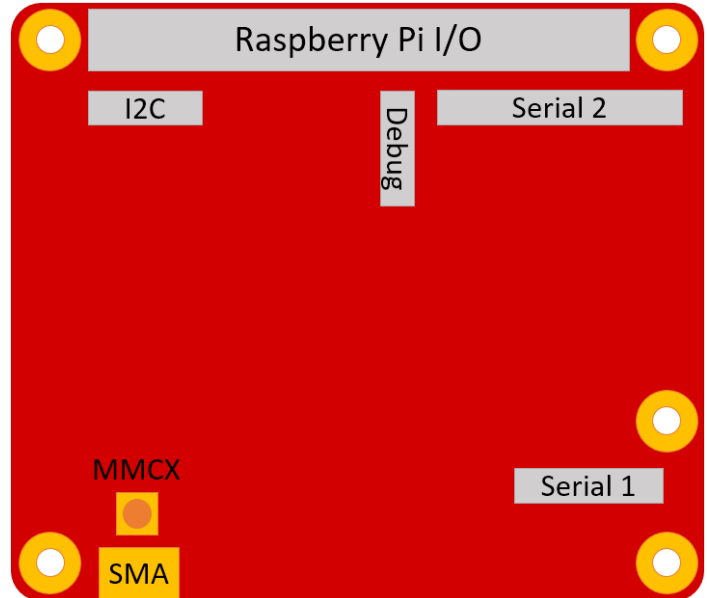 Raspberry Pi I/O
I2C
Debug
Serial 2
MMCX
Serial 1
SMA